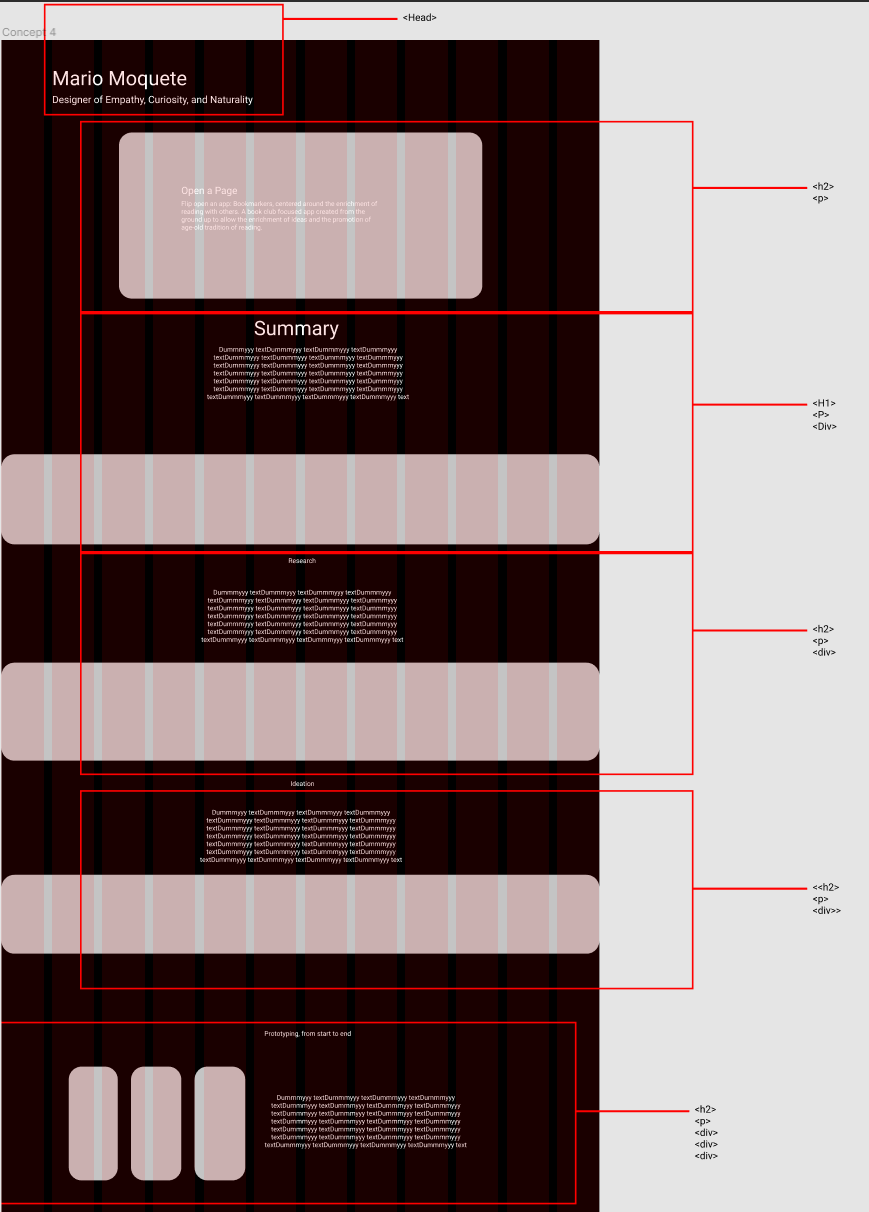 <Head>
Concept 4
Mario Moquete
Designer of Empathy, Curiosity, and Naturality
<h2>
<p>
Open a Page
Flip open an app: Bookmarkers, centered around the enrichment of
reading with others. A book club focused app created from the
ground up to allow the enrichment of ideas and the promotion of
age-old tradition of reading.
Summary
Dummmyyy textDummmyyy textDummmyyy textDummmyyy
textDummmyyy textDummmyyy textDummmyyy textDummmyyy
textDummmyyy textDummmyyy textDummmyyy textDummmyyy
textDummmyyy textDummmyyy textDummmyyy textDummmyyy
textDummmyyy textDummmyyy textDummmyyy textDummmyyy
textDummmyyy textDummmyyy textDummmyyy textDummmyyy
textDummmyyy textDummmyyy textDummmyyy textDummmyyy text
<H1>
<P>
<Div>
Research
Dummmyyy textDummmyyy textDummmyyy textDummmyyy
textDummmyyy textDummmyyy textDummmyyy textDummmyyy
textDummmyyy textDummmyyy textDummmyyy textDummmyyy
textDummmyyy textDummmyyy textDummmyyy textDummmyyy
textDummmyyy textDummmyyy textDummmyyy textDummmyyy
textDummmyyy textDummmyyy textDummmyyy textDummmyyy
textDummmyyy textDummmyyy textDummmyyy textDummmyyy text
<h2>
<p>
<div>
Ideation
Dummmyyy textDummmyyy textDummmyyy textDummmyyy
textDummmyyy textDummmyyy textDummmyyy textDummmyyy
textDummmyyy textDummmyyy textDummmyyy textDummmyyy
textDummmyyy textDummmyyy textDummmyyy textDummmyyy
textDummmyyy textDummmyyy textDummmyyy textDummmyyy
textDummmyyy textDummmyyy textDummmyyy textDummmyyy
textDummmyyy textDummmyyy textDummmyyy textDummmyyy text
<<h2>
<p>
<div>>
Prototyping, from start to end
Dummmyyy textDummmyyy textDummmyyy textDummmyyy
textDummmyyy textDummmyyy textDummmyyy textDummmyyy
textDummmyyy textDummmyyy textDummmyyy textDummmyyy
textDummmyyy textDummmyyy textDummmyyy textDummmyyy
textDummmyyy textDummmyyy textDummmyyy textDummmyyy
textDummmyyy textDummmyyy textDummmyyy textDummmyyy
textDummmyyy textDummmyyy textDummmyyy textDummmyyy text
<h2>
<p>
<div>
<div>
<div>